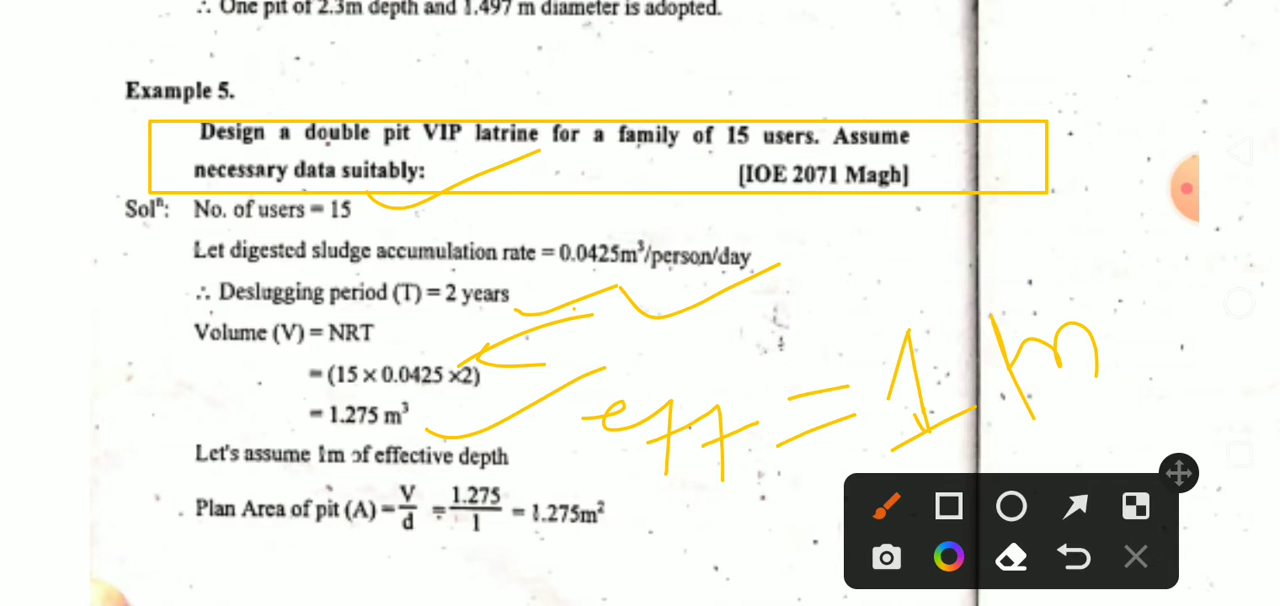 ∴ One pit of 2.3m depth and 1.497 m diameter is adopted.
Example 5.
Design a double pit VIP latrine for a family of 15 users. Assume
necessary data suitably: [IOE 2071 Magh]
Solⁿ: No. of users = 15
Let digested sludge accumulation rate = 0.0425m³/person/day
∴ Deslugging period (T) = 2 years
Volume (V) = NRT
= (15 × 0.0425 ×2)
= 1.275 m³
eff = 1 m
Let's assume 1m of effective depth
Plan Area of pit (A) = V/d = 1.275/1 = 1.275m²